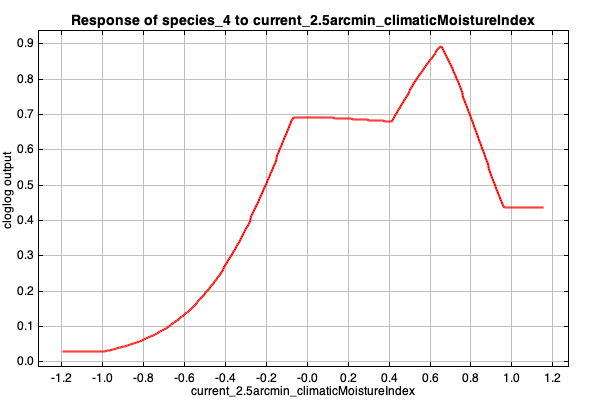 Response of species_4 to current_2.5arcmin_climaticMoistureIndex
0.9
0.8
0.7
0.6
0.5
0.4
0.3
0.2
0.1
0.0
cloglog output
-1.2 -1.0 -0.8 -0.6 -0.4 -0.2 -0.0 0.2 0.4 0.6 0.8 1.0 1.2
current_2.5arcmin_climaticMoistureIndex